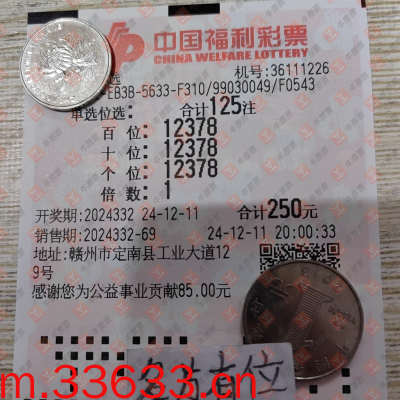 中国福利彩票
CHINA WELFARE LOTTERY
选
机号:36111226
EB3B-5633-F310/99030049/F0543
单选位选: 合计125注
百 位: 12378
十 位: 12378
个 位: 12378
倍 数: 1
开奖期:2024332 24-12-11 合计250元
销售期:2024332-69 24-12-11 20:00:33
地址:赣州市定南县工业大道12
9号
感谢您为公益事业贡献85.00元!
m.33633.cn